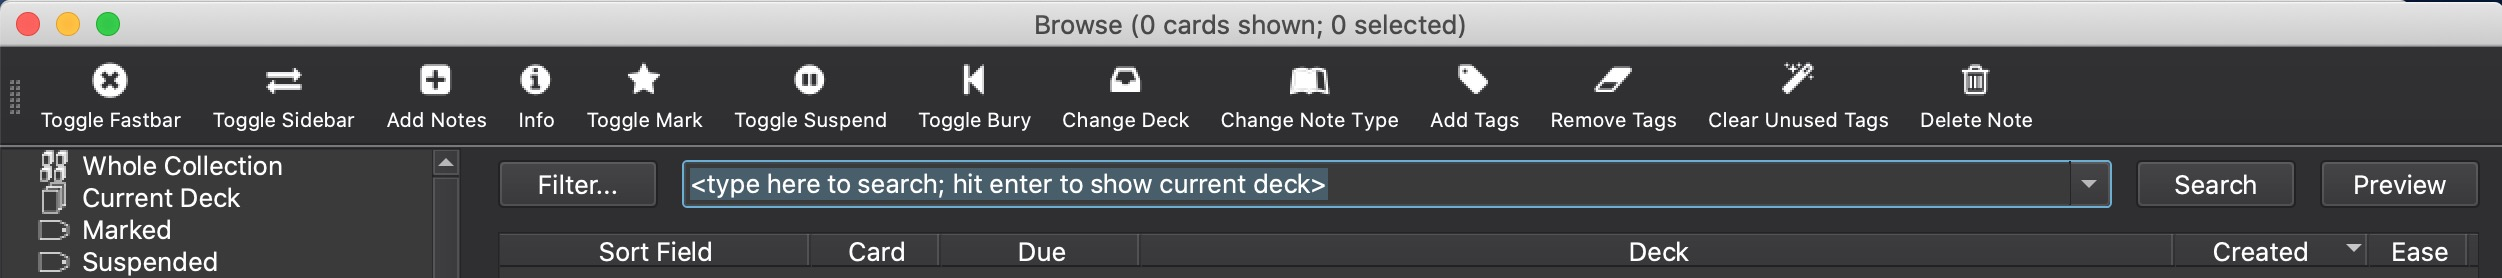 Browse (0 cards shown; 0 selected)
Toggle Fastbar Toggle Sidebar Add Notes Info Toggle Mark Toggle Suspend Toggle Bury Change Deck Change Note Type Add Tags Remove Tags Clear Unused Tags Delete Note
Whole Collection
Current Deck
Marked
Suspended
Filter... <type here to search; hit enter to show current deck> Search Preview
Sort Field Card Due Deck Created Ease